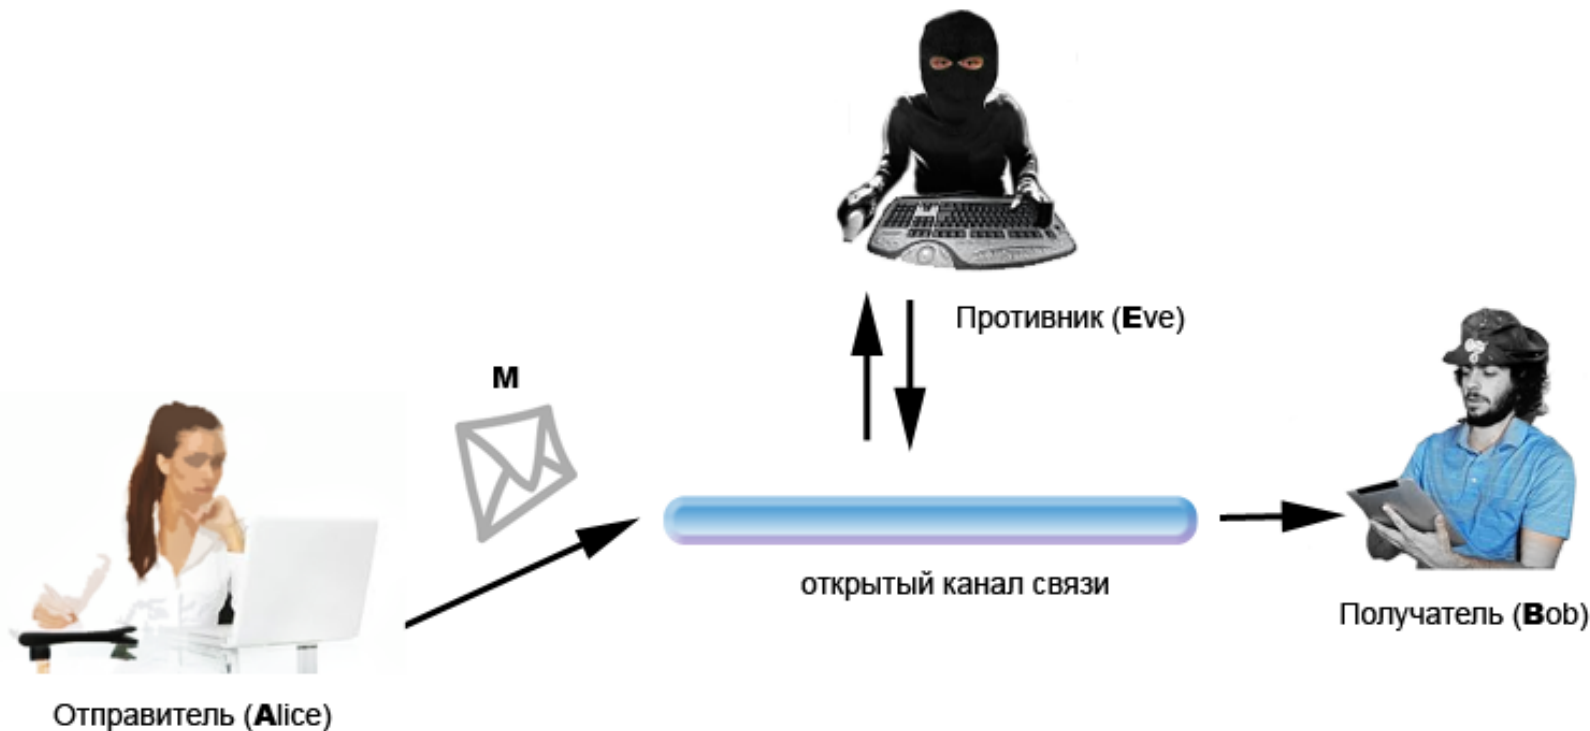 Противник (Eve)
M
открытый канал связи
Получатель (Bob)
Отправитель (Alice)